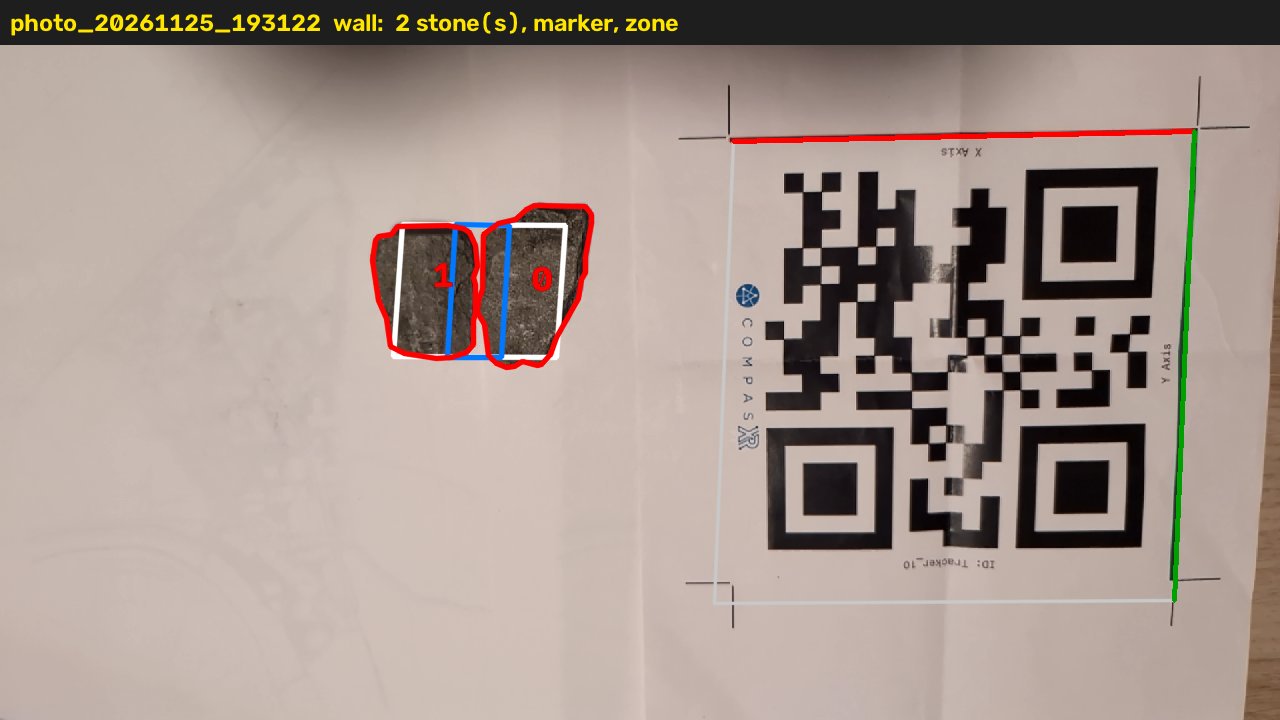 photo_20261125_193122 wall: 2 stone(s), marker, zone
X Axis
1
0
COMPAS XR
Y Axis
ID: Tracker_10